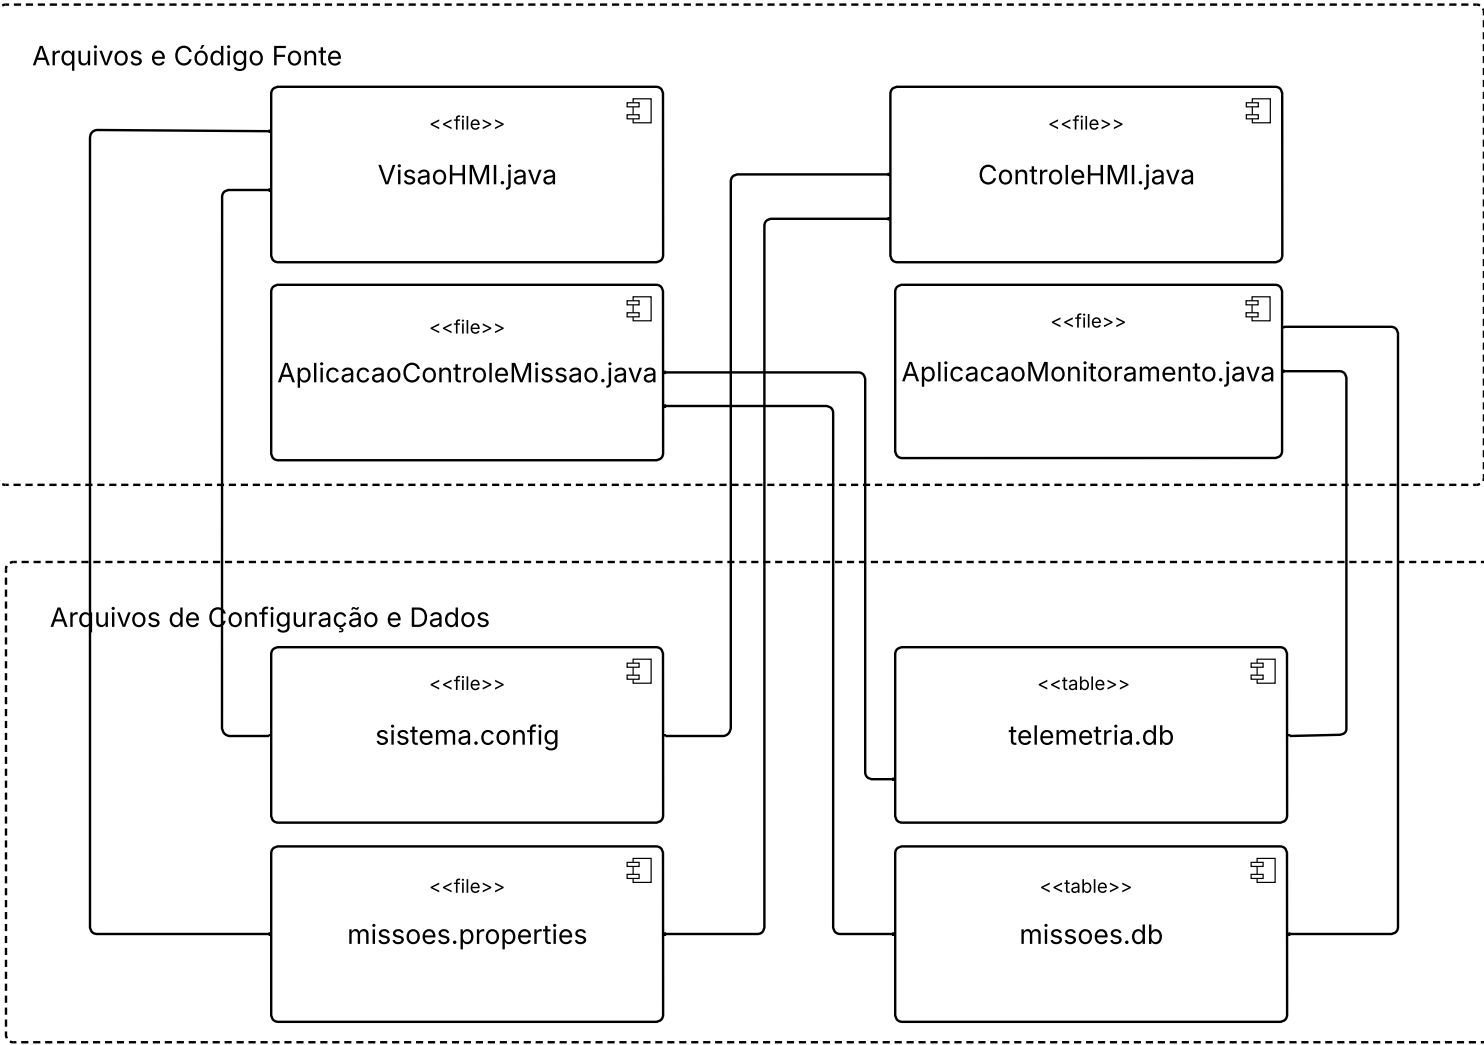 Arquivos e Código Fonte
<<file>>
VisaoHMI.java
<<file>>
ControleHMI.java
<<file>>
AplicacaoControleMissao.java
<<file>>
AplicacaoMonitoramento.java
Arquivos de Configuração e Dados
<<file>>
sistema.config
<<table>>
telemetria.db
<<file>>
missoes.properties
<<table>>
missoes.db